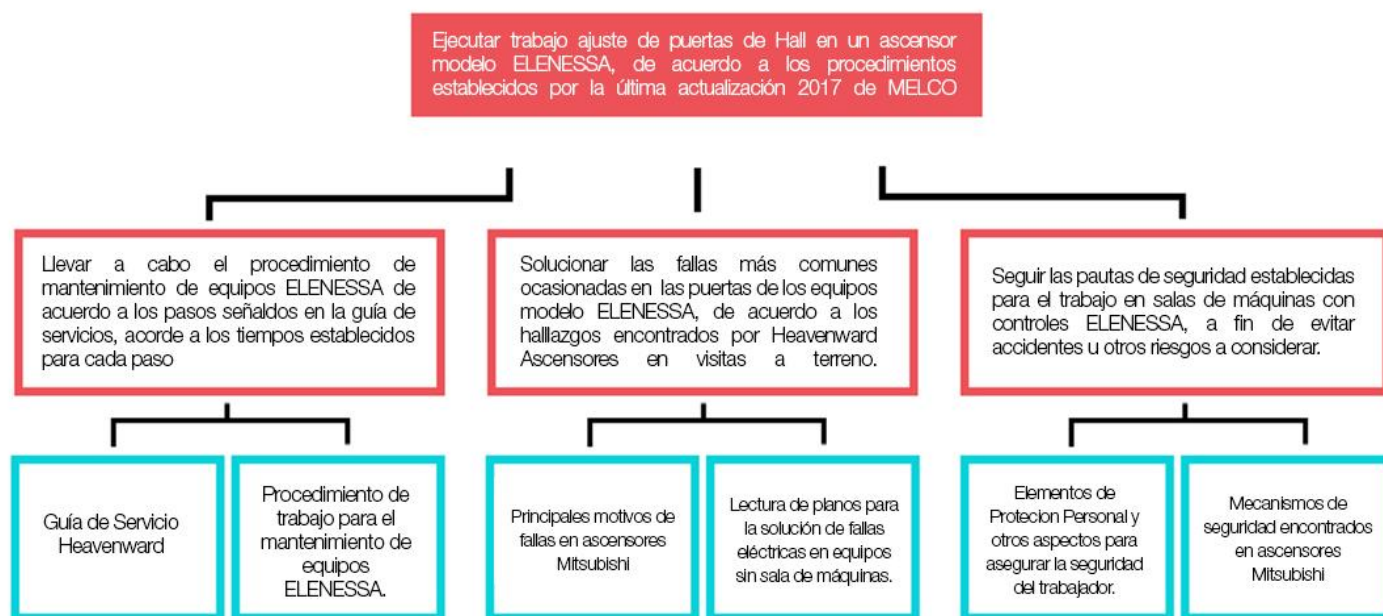 Ejecutar trabajo ajuste de puertas de Hall en un ascensor
modelo ELENESSA, de acuerdo a los procedimientos
establecidos por la última actualización 2017 de MELCO
Llevar a cabo el procedimiento de
mantenimiento de equipos ELENESSA de
acuerdo a los pasos señaldos en la guía de
servicios, acorde a los tiempos establecidos
para cada paso
Solucionar las fallas más comunes
ocasionadas en las puertas de los equipos
modelo ELENESSA, de acuerdo a los
halllazgos encontrados por Heavenward
Ascensores en visitas a terreno.
Seguir las pautas de seguridad establecidas
para el trabajo en salas de máquinas con
controles ELENESSA, a fin de evitar
accidentes u otros riesgos a considerar.
Guía de Servicio
Heavenward
Procedimiento de
trabajo para el
mantenimiento de
equipos
ELENESSA.
Principales motivos de
fallas en ascensores
Mitsubishi
Lectura de planos para
la solución de fallas
eléctricas en equipos
sin sala de máquinas.
Elementos de
Protecion Personal y
otros aspectos para
asegurar la seguridad
del trabajador.
Mecanismos de
seguridad encontrados
en ascensores
Mitsubishi